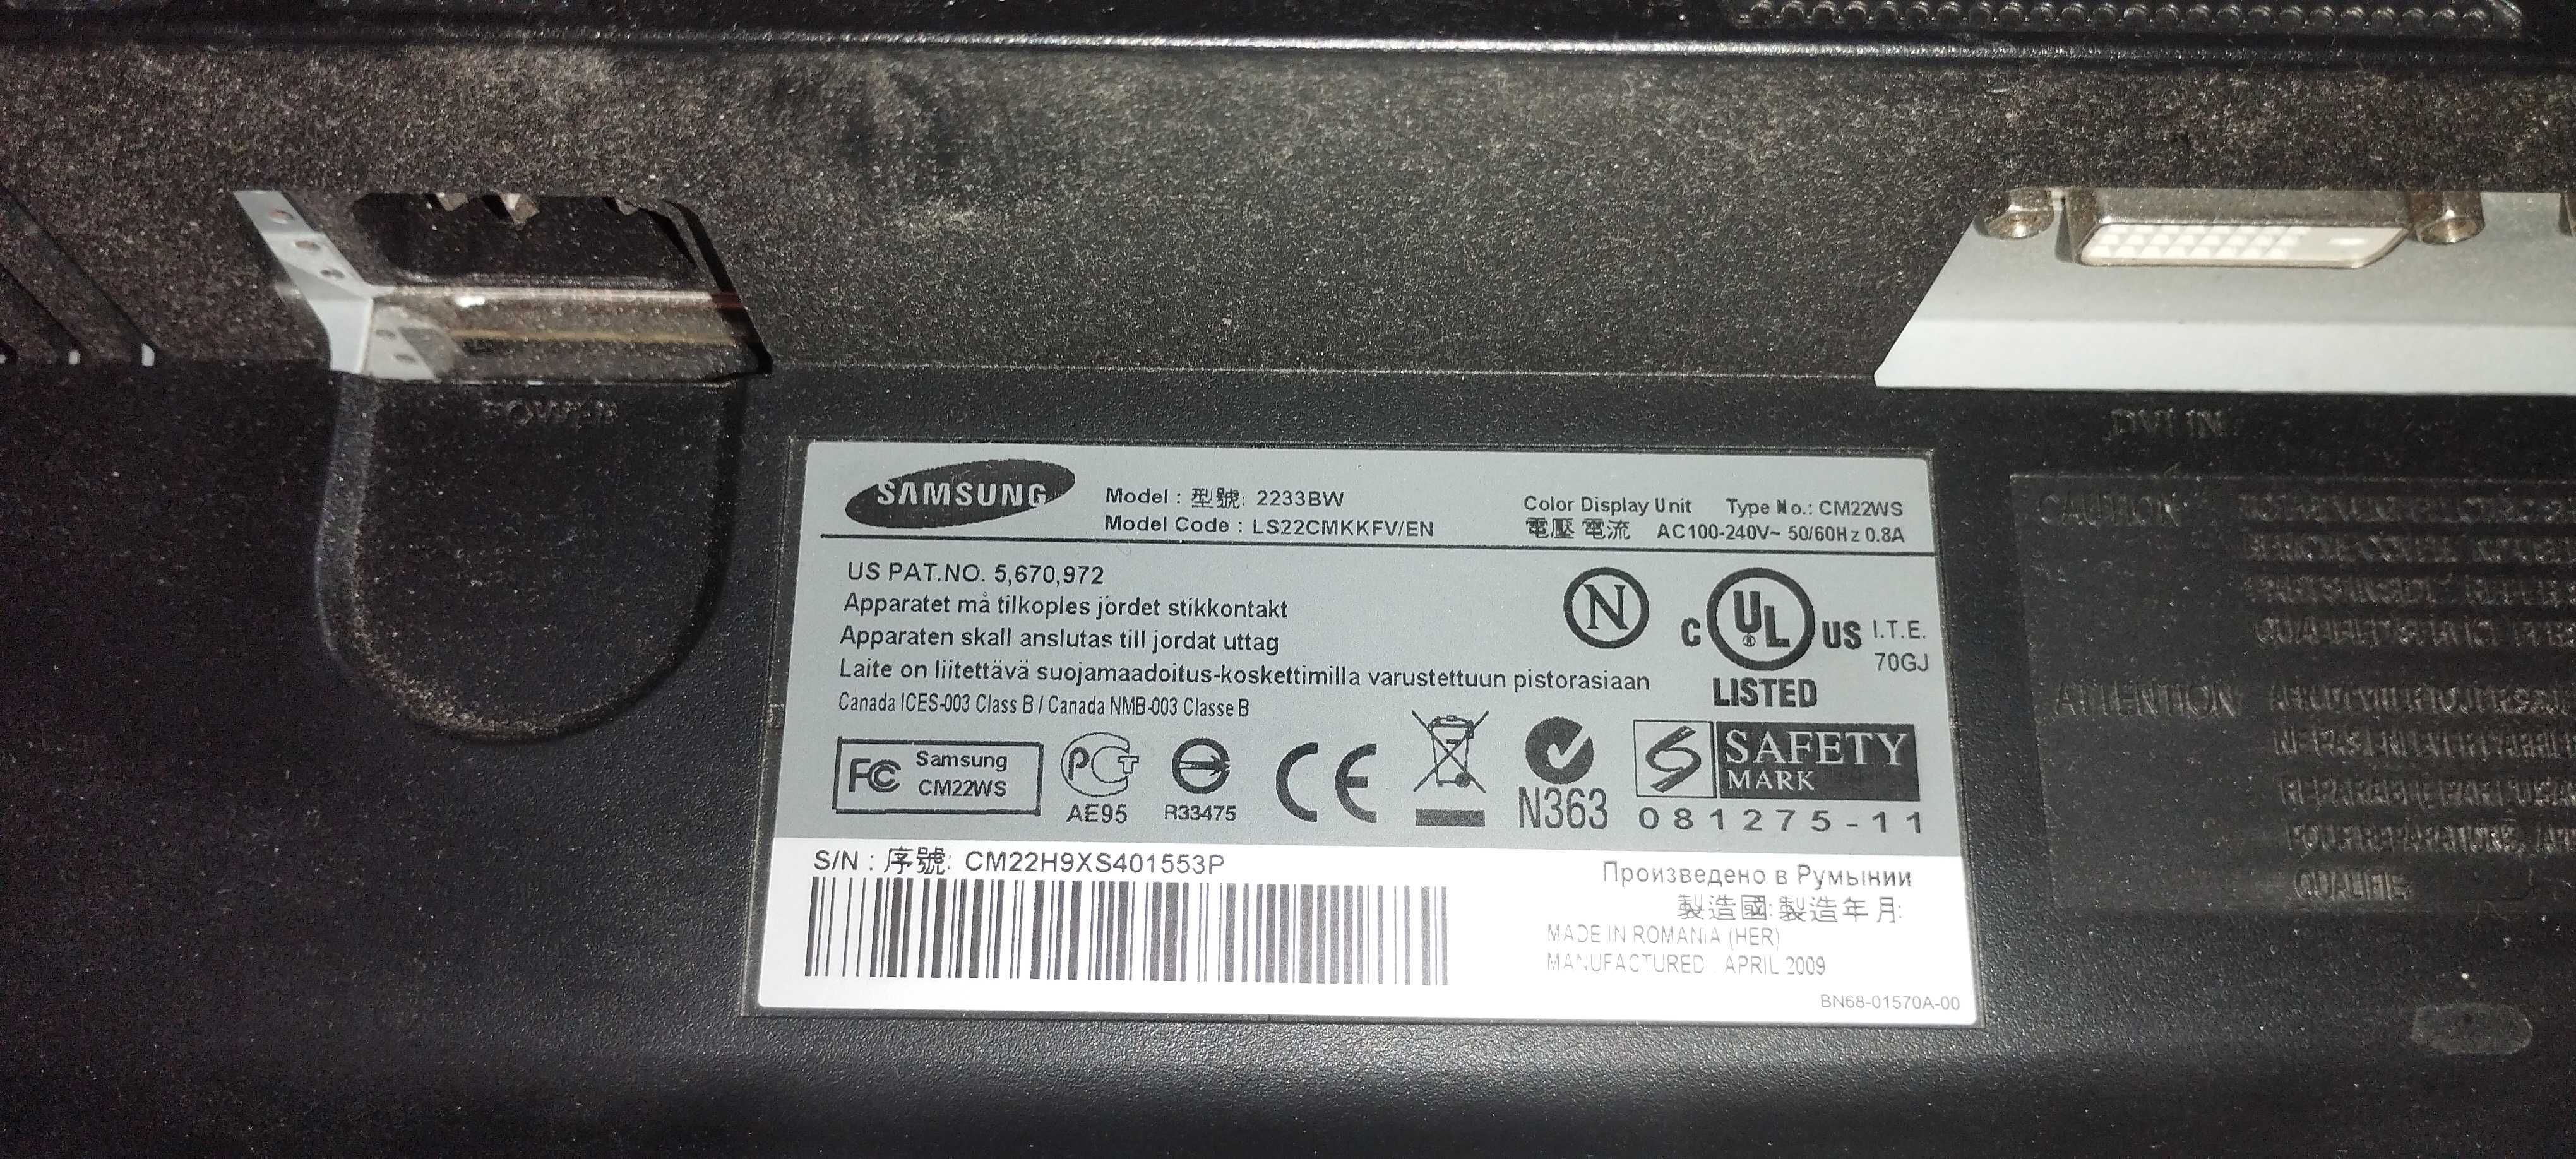 POWER
DVI IN
SAMSUNG
Model : 型號: 2233BW
Model Code : LS22CMKKFV/EN
Color Display Unit Type No.: CM22WS
電壓 電流 AC100-240V~ 50/60Hz 0.8A
US PAT.NO. 5,670,972
Apparatet må tilkoples jordet stikkontakt
Apparaten skall anslutas till jordat uttag
Laite on liitettävä suojamaadoitus-koskettimilla varustettuun pistorasiaan
Canada ICES-003 Class B / Canada NMB-003 Classe B
N
C UL ® US
LISTED
I.T.E.
70GJ
FC Samsung
CM22WS
PCT
AE95
R33475
CE
N363
S SAFETY
MARK
081275-11
S/N : 序號: CM22H9XS401553P
Произведено в Румынии
製造國: 製造年月:
MADE IN ROMANIA (HER)
MANUFACTURED : APRIL 2009
BN68-01570A-00
CAUTION
ATTENTION
QUALIFIE